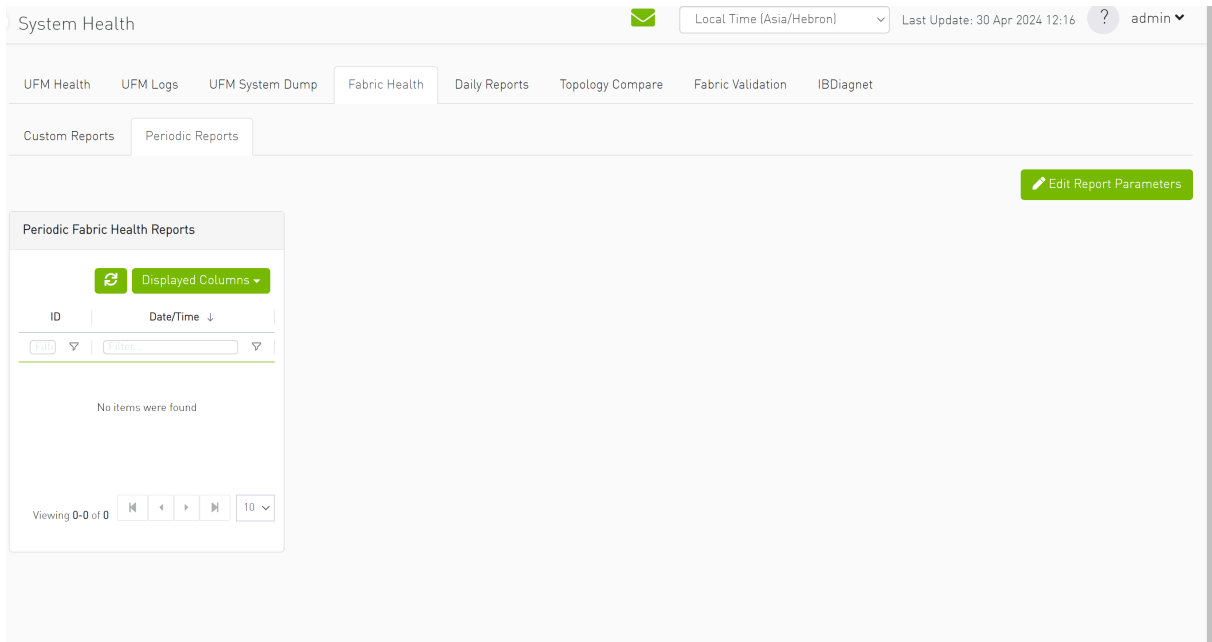 System Health
Local Time (Asia/Hebron)
Last Update: 30 Apr 2024 12:16
?
admin
UFM Health
UFM Logs
UFM System Dump
Fabric Health
Daily Reports
Topology Compare
Fabric Validation
IBDiagnet
Custom Reports
Periodic Reports
Edit Report Parameters
Periodic Fabric Health Reports
Displayed Columns
ID
Date/Time ↓
Filte
Filter...
No items were found
Viewing 0-0 of 0
10